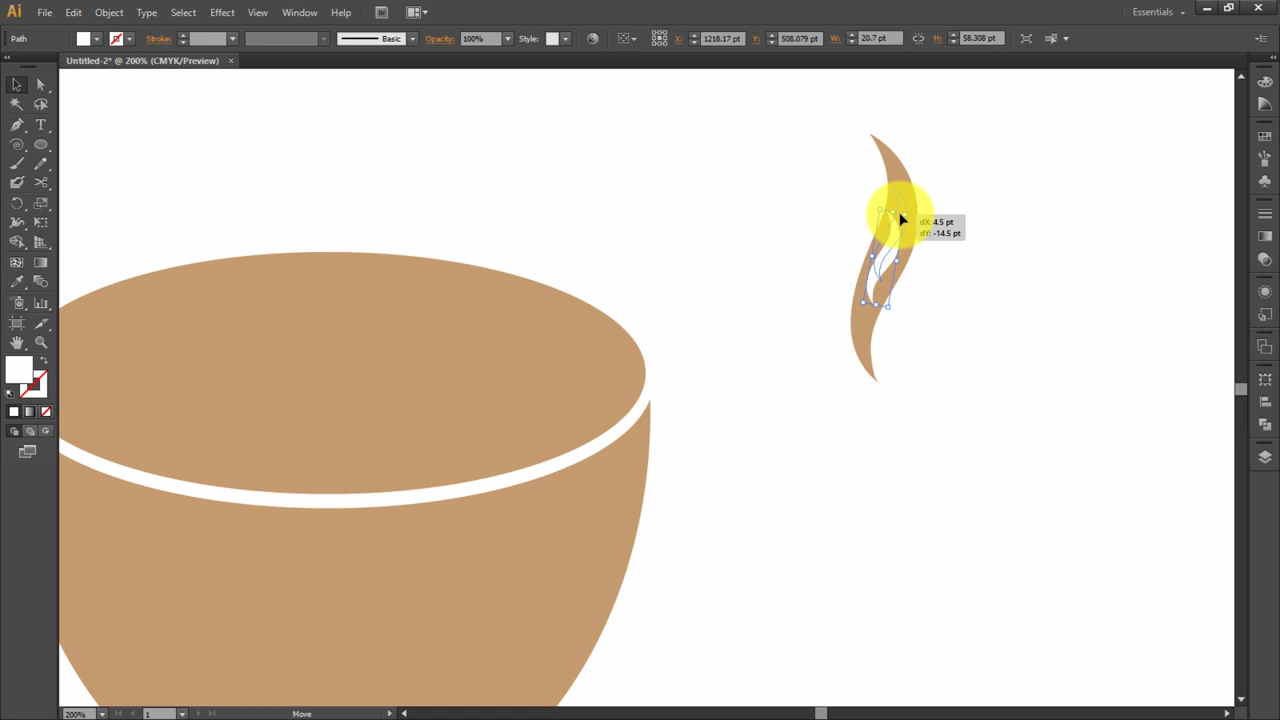 Ai File Edit Object Type Select Effect View Window Help Br Essentials
Path Stroke: Basic Opacity: 100% Style: X: 1218.17 pt Y: 508.079 pt W: 20.7 pt H: 58.308 pt
Untitled-2* @ 200% (CMYK/Preview) ×
T
dX: 4.5 pt
dY: -14.5 pt
200% 1 Move